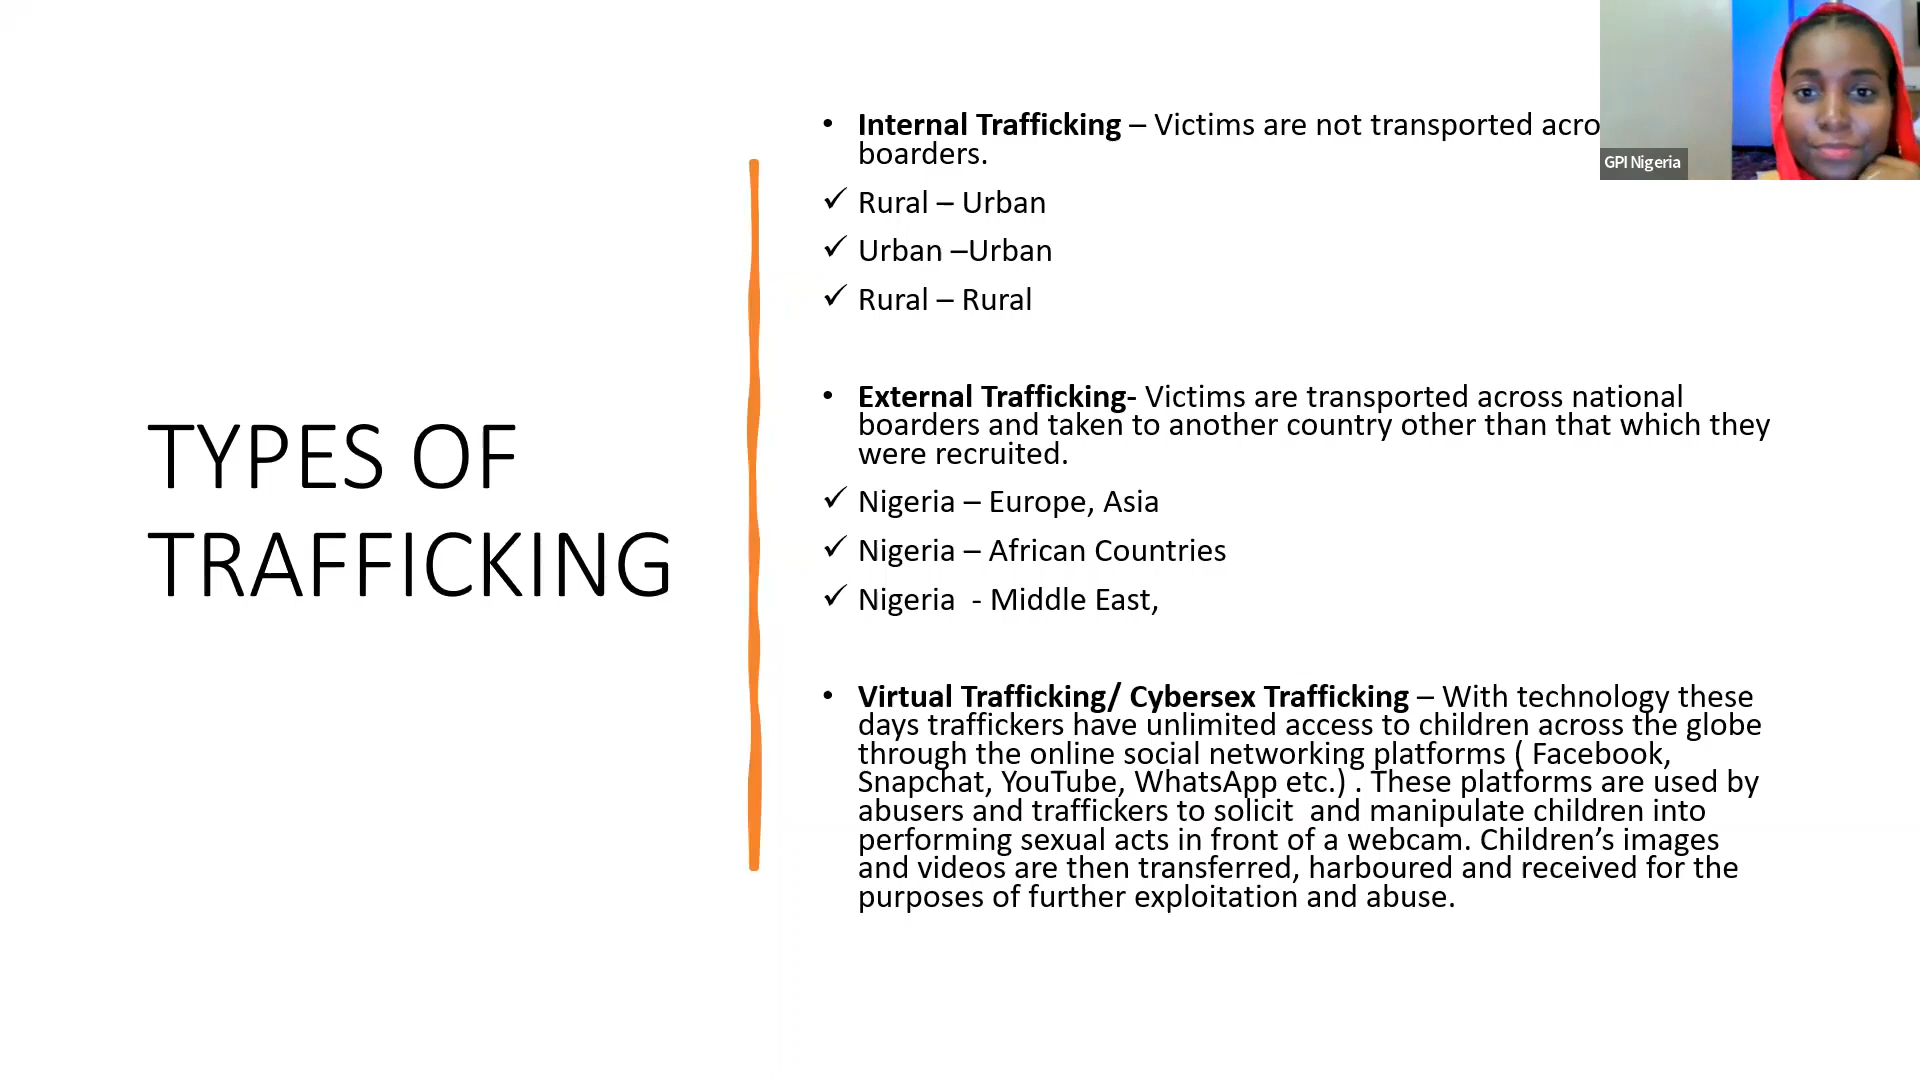 TYPES OF
TRAFFICKING
• Internal Trafficking – Victims are not transported
boarders.
✓ Rural – Urban
✓ Urban –Urban
✓ Rural – Rural
• External Trafficking- Victims are transported across national
boarders and taken to another country other than that which they
were recruited.
✓ Nigeria – Europe, Asia
✓ Nigeria – African Countries
✓ Nigeria  - Middle East,
• Virtual Trafficking/ Cybersex Trafficking – With technology these
days traffickers have unlimited access to children across the globe
through the online social networking platforms ( Facebook,
Snapchat, YouTube, WhatsApp etc.) . These platforms are used by
abusers and traffickers to solicit  and manipulate children into
performing sexual acts in front of a webcam. Children’s images
and videos are then transferred, harboured and received for the
purposes of further exploitation and abuse.
GPI Nigeria